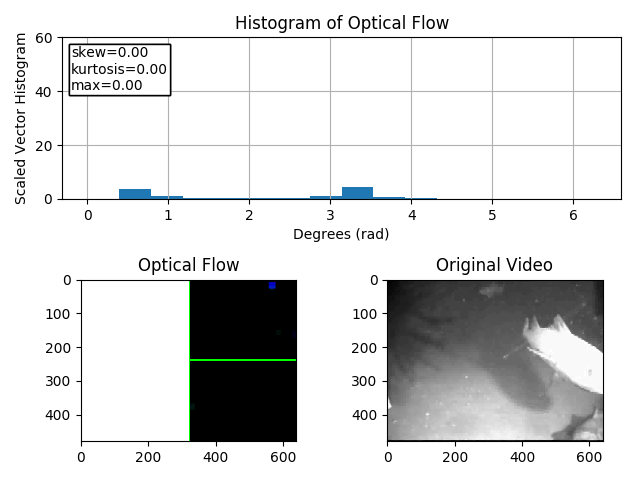 Histogram of Optical Flow
Scaled Vector Histogram
60
40
20
0
skew=0.00
kurtosis=0.00
max=0.00
0 1 2 3 4 5 6
Degrees (rad)
Optical Flow
0
100
200
300
400
0 200 400 600
Original Video
0
100
200
300
400
0 200 400 600